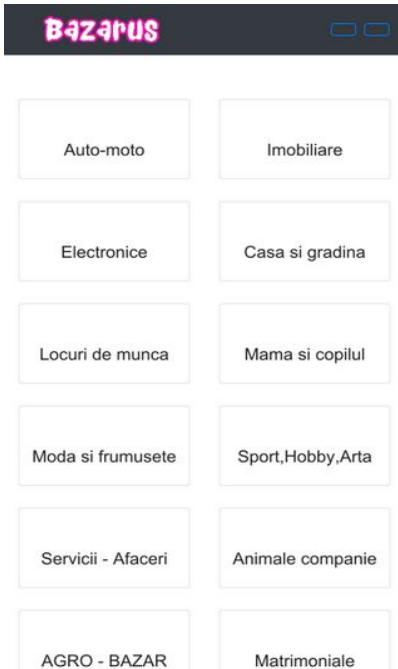 Bazarus
Auto-moto
Imobiliare
Electronice
Casa si gradina
Locuri de munca
Mama si copilul
Moda si frumusete
Sport,Hobby,Arta
Servicii - Afaceri
Animale companie
AGRO - BAZAR
Matrimoniale